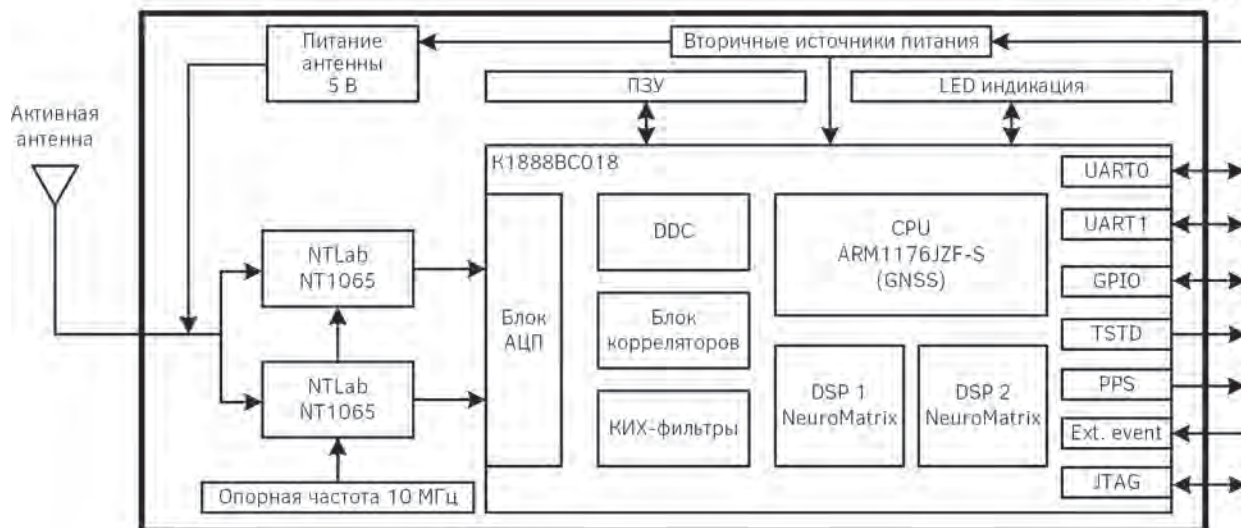 Питание
антенны
5 В
Вторичные источники питания
ПЗУ
LED индикация
Активная
антенна
К1888ВС018
UART0
DDC
CPU
ARM1176JZF-S
(GNSS)
UART1
NTLab
NT1065
GPIO
Блок
АЦП
Блок
корреляторов
TSTD
NTLab
NT1065
DSP 1
NeuroMatrix
DSP 2
NeuroMatrix
PPS
КИХ-фильтры
Ext. event
JTAG
Опорная частота 10 МГц